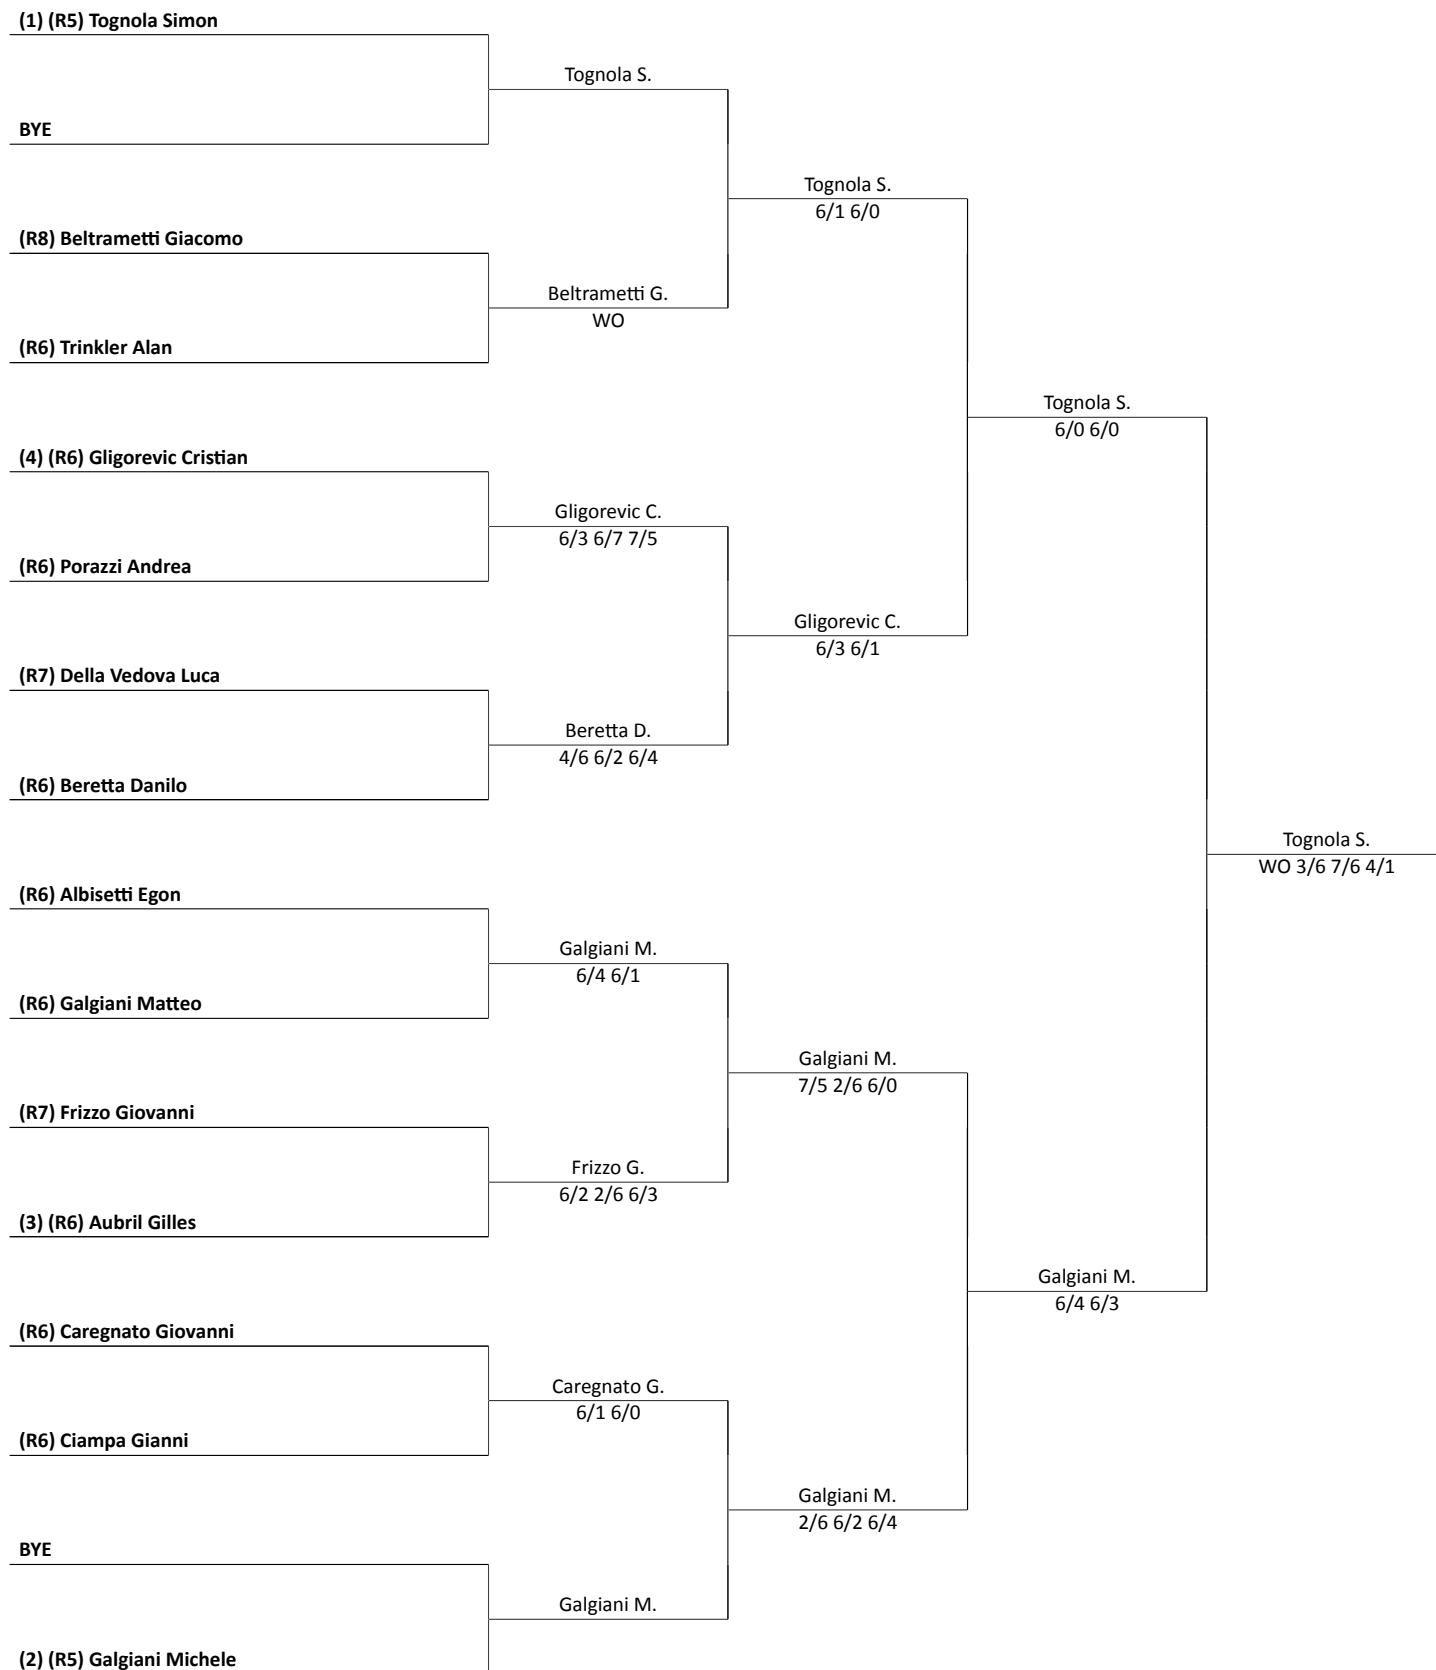 (1) (R5) Tognola Simon
Tognola S.
BYE
Tognola S.
6/1 6/0
(R8) Beltrametti Giacomo
Beltrametti G.
WO
(R6) Trinkler Alan
Tognola S.
6/0 6/0
(4) (R6) Gligorevic Cristian
Gligorevic C.
6/3 6/7 7/5
(R6) Porazzi Andrea
Gligorevic C.
6/3 6/1
(R7) Della Vedova Luca
Beretta D.
4/6 6/2 6/4
(R6) Beretta Danilo
Tognola S.
WO 3/6 7/6 4/1
(R6) Albisetti Egon
Galgiani M.
6/4 6/1
(R6) Galgiani Matteo
Galgiani M.
7/5 2/6 6/0
(R7) Frizzo Giovanni
Frizzo G.
6/2 2/6 6/3
(3) (R6) Aubril Gilles
Galgiani M.
6/4 6/3
(R6) Caregnato Giovanni
Caregnato G.
6/1 6/0
(R6) Ciampa Gianni
Galgiani M.
2/6 6/2 6/4
BYE
Galgiani M.
(2) (R5) Galgiani Michele